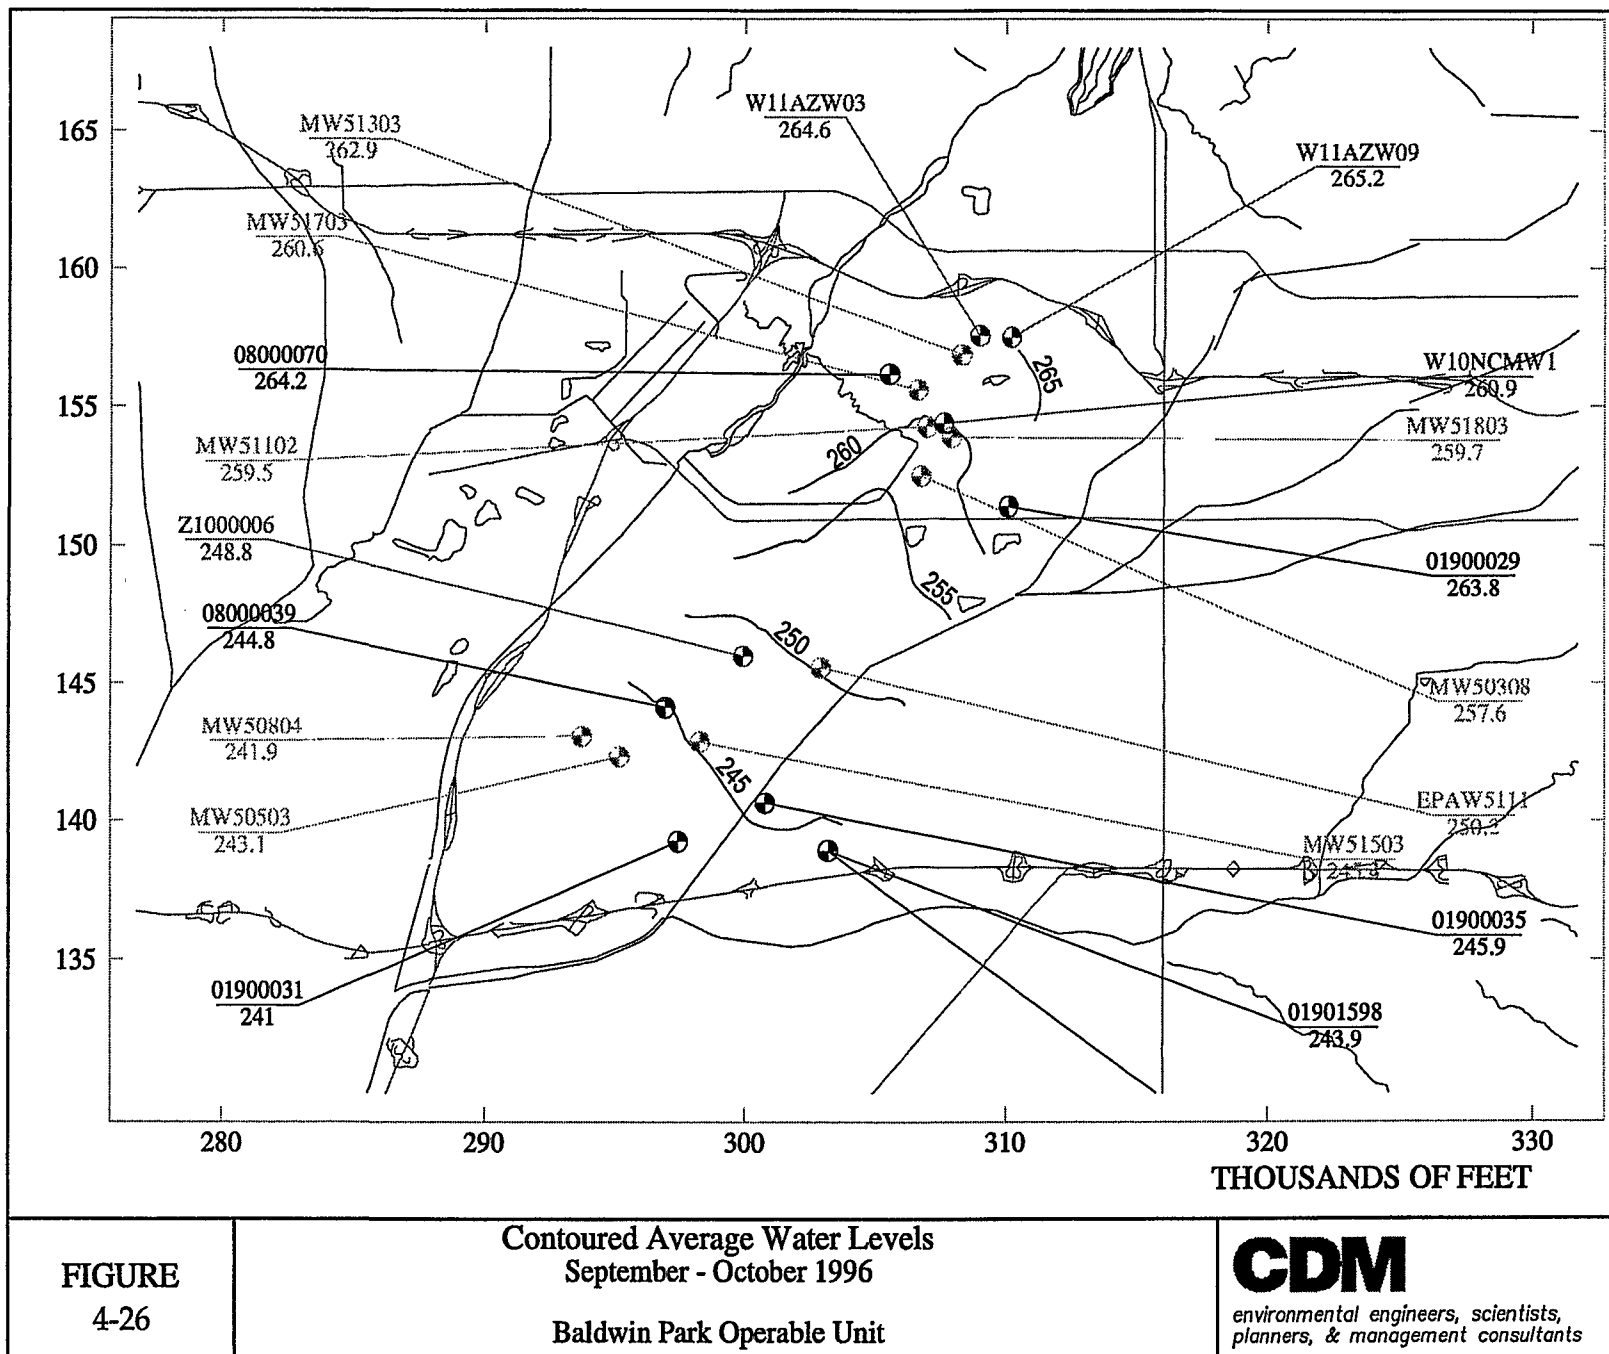 W11AZW03
264.6
MW51303
262.9
W11AZW09
265.2
MW51703
260.6
08000070
264.2
W10NCMW1
260.9
MW51803
259.7
MW51102
259.5
Z1000006
248.8
01900029
263.8
08000039
244.8
MW50308
257.6
MW50804
241.9
EPAW5111
MW50503
243.1
MW51503
01900035
245.9
01900031
241
01901598
243.9
265
260
255
250
245
165
160
155
150
145
140
135
280 290 300 310 320 330
THOUSANDS OF FEET
FIGURE
4-26
Contoured Average Water Levels
September - October 1996
Baldwin Park Operable Unit
CDM
environmental engineers, scientists,
planners, & management consultants